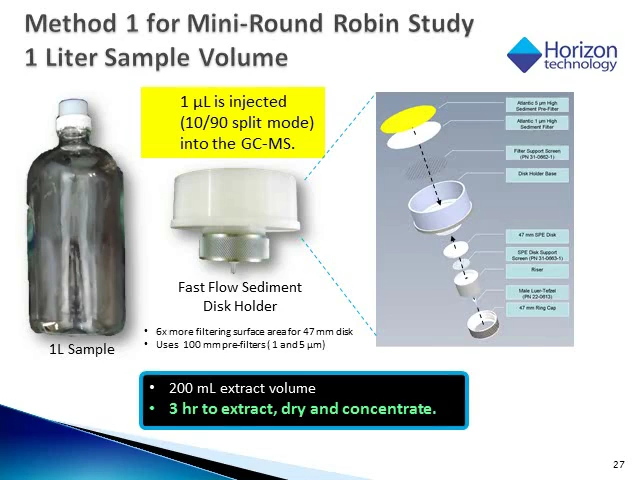 Method 1 for Mini-Round Robin Study
1 Liter Sample Volume
Horizon
technology
1 µL is injected
(10/90 split mode)
into the GC-MS.
Atlantic 5 µm High
Sediment Pre-Filter
Atlantic 1 µm High
Sediment Filter
Filter Support Screen
(PN 31-0662-1)
Disk Holder Base
47 mm SPE Disk
SPE Disk Support
Screen (PN 31-0663-1)
Riser
Male Luer-Tefzel
(PN 22-0613)
47 mm Ring Cap
Fast Flow Sediment
Disk Holder
• 6x more filtering surface area for 47 mm disk
• Uses 100 mm pre-filters ( 1 and 5 µm)
1L Sample
• 200 mL extract volume
• 3 hr to extract, dry and concentrate.
27